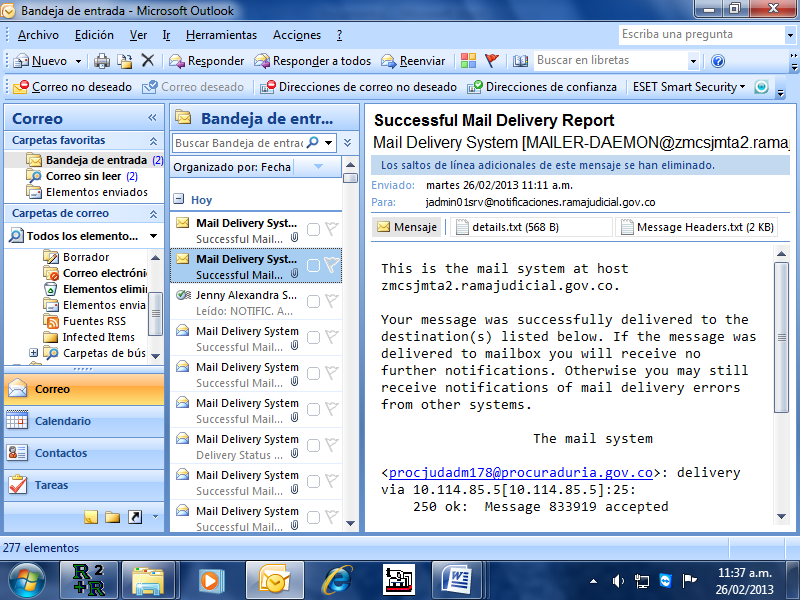 Bandeja de entrada - Microsoft Outlook
Archivo Edición Ver Ir Herramientas Acciones ? Escriba una pregunta
Nuevo Responder Responder a todos Reenviar Buscar en libretas
Correo no deseado Correo deseado Direcciones de correo no deseado Direcciones de confianza ESET Smart Security
Correo
Carpetas favoritas
Bandeja de entrada (2)
Correo sin leer (2)
Elementos enviados
Carpetas de correo
Todos los elemento...
Borrador
Correo electróni
Elementos elimi
Elementos envia
Fuentes RSS
Infected Items
Carpetas de bús
Correo
Calendario
Contactos
Tareas
Bandeja de entr...
Buscar Bandeja de entrac
Organizado por: Fecha
Hoy
Mail Delivery Syst...
Successful Mail...
Mail Delivery Syst...
Successful Mail...
Jenny Alexandra S...
Leído: NOTIFIC. A...
Mail Delivery System
Successful Mail...
Mail Delivery System
Successful Mail...
Mail Delivery System
Successful Mail...
Mail Delivery System
Delivery Status ...
Mail Delivery System
Successful Mail...
Mail Delivery System
Successful Mail...
Successful Mail Delivery Report
Mail Delivery System [MAILER-DAEMON@zmcsjmta2.ramaj
Los saltos de línea adicionales de este mensaje se han eliminado.
Enviado: martes 26/02/2013 11:11 a.m.
Para: jadmin01srv@notificaciones.ramajudicial.gov.co
Mensaje details.txt (568 B) Message Headers.txt (2 KB)
This is the mail system at host
zmcsjmta2.ramajudicial.gov.co.
Your message was successfully delivered to the
destination(s) listed below. If the message was
delivered to mailbox you will receive no
further notifications. Otherwise you may still
receive notifications of mail delivery errors
from other systems.
The mail system
<procjudadm178@procuraduria.gov.co>: delivery
via 10.114.85.5[10.114.85.5]:25:
250 ok: Message 833919 accepted
277 elementos
R2+R
11:37 a.m.
26/02/2013